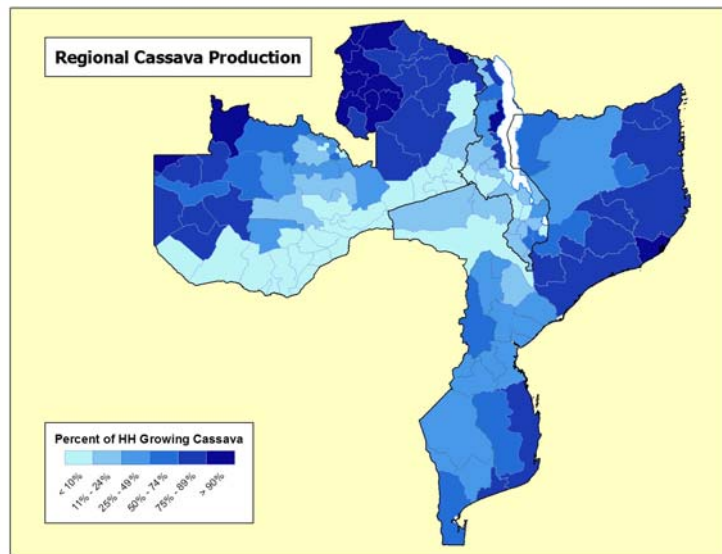 Regional Cassava Production
Percent of HH Growing Cassava
< 10%
11% - 24%
25% - 49%
50% - 74%
75% - 89%
> 90%